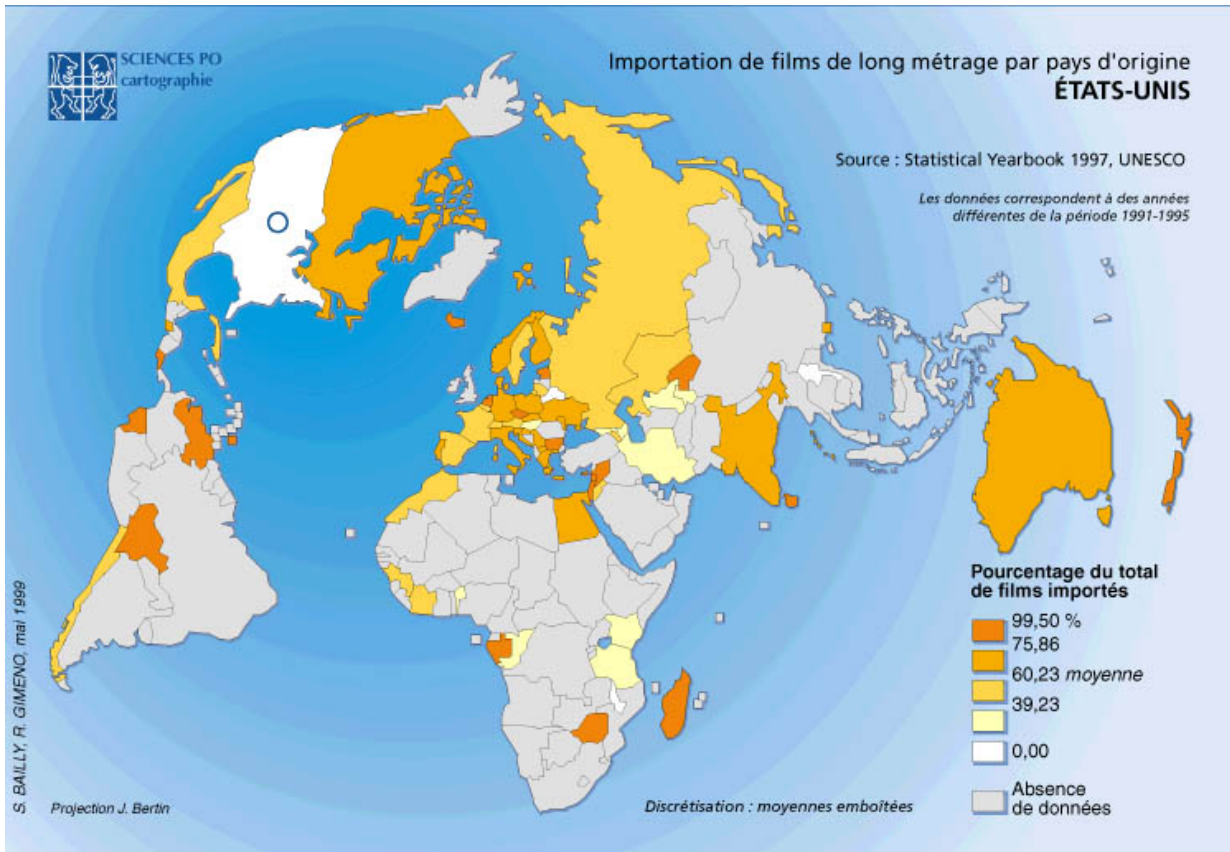 SCIENCES PO
cartographie
Importation de films de long métrage par pays d'origine
ÉTATS-UNIS
Source : Statistical Yearbook 1997, UNESCO
Les données correspondent à des années
différentes de la période 1991-1995
Pourcentage du total
de films importés
99,50 %
75,86
60,23 moyenne
39,23
0,00
Absence
de données
S. BAILLY, R. GIMENO, mai 1999
Projection J. Bertin
Discrétisation : moyennes emboîtées